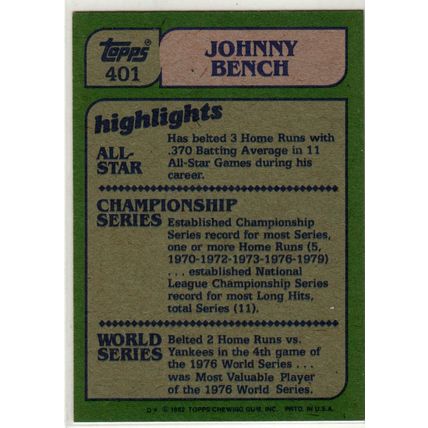 topps
401
JOHNNY
BENCH
highlights
ALL-
STAR
Has belted 3 Home Runs with
.370 Batting Average in 11
All-Star Games during his
career.
CHAMPIONSHIP
SERIES
Established Championship
Series record for most Series,
one or more Home Runs (5,
1970-1972-1973-1976-1979)
. . . established National
League Championship Series
record for most Long Hits,
total Series (11).
WORLD
SERIES
Belted 2 Home Runs vs.
Yankees in the 4th game of
the 1976 World Series . . .
was Most Valuable Player
of the 1976 World Series.
D* © 1982 TOPPS CHEWING GUM, INC. PRTD. IN U.S.A.